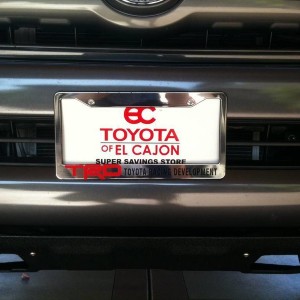 EC
TOYOTA
OF EL CAJON
SUPER SAVINGS STORE
TRD TOYOTA RACING DEVELOPMENT